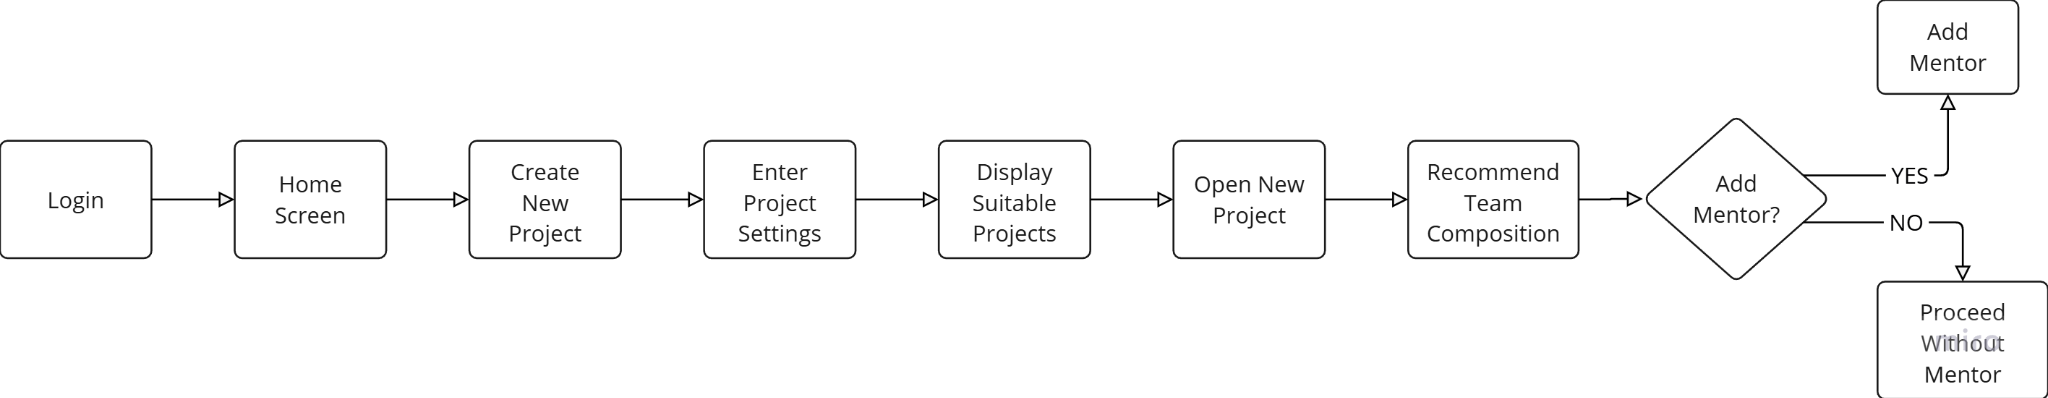 Add
Mentor
Login
Home
Screen
Create
New
Project
Enter
Project
Settings
Display
Suitable
Projects
Open New
Project
Recommend
Team
Composition
Add
Mentor?
YES
NO
Proceed
Without
Mentor
miro